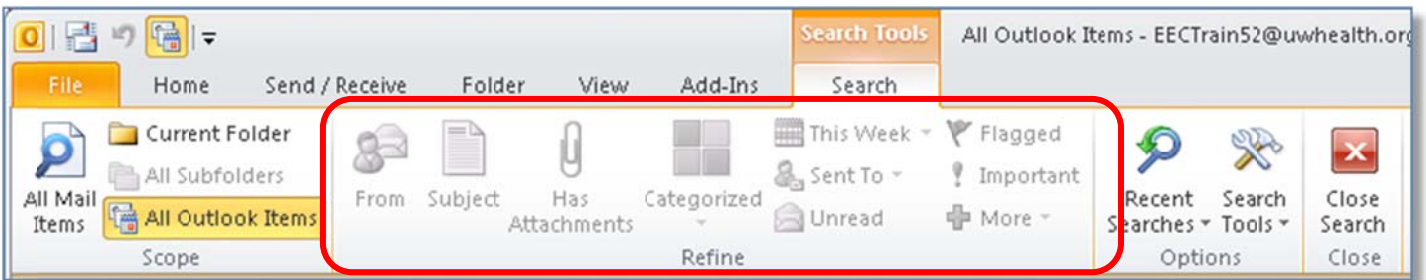 Search Tools All Outlook Items - EECTrain52@uwhealth.org
File Home Send / Receive Folder View Add-Ins Search
All Mail Items
Current Folder
All Subfolders
All Outlook Items
Scope
From
Subject
Has Attachments
Categorized
This Week
Sent To
Unread
Flagged
Important
More
Refine
Recent Searches
Search Tools
Options
Close Search
Close